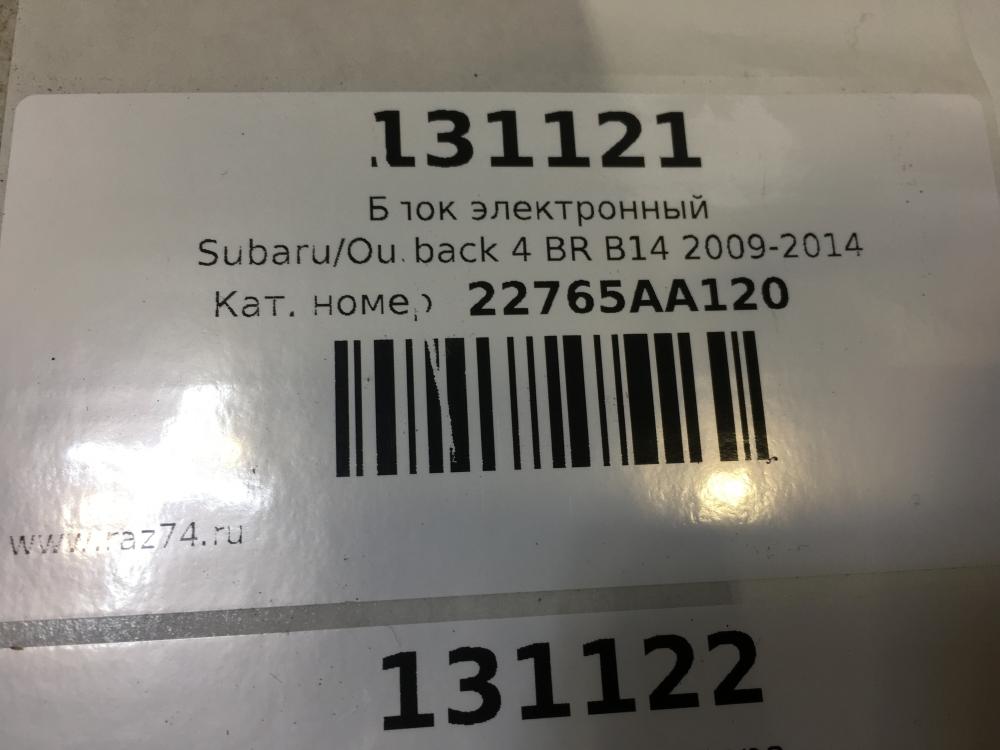 131121
Блок электронный
Subaru/Outback 4 BR B14 2009-2014
Кат. номер 22765AA120
www.raz74.ru
131122